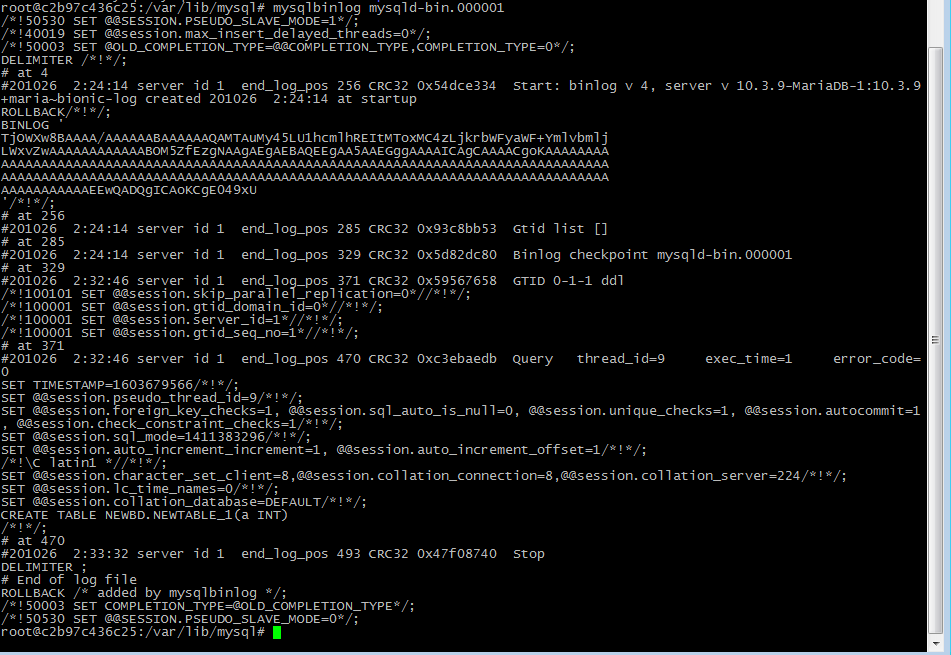 root@c2b97c436c25:/var/lib/mysql# mysqlbinlog mysqld-bin.000001
/*!50530 SET @@SESSION.PSEUDO_SLAVE_MODE=1*/;
/*!40019 SET @@session.max_insert_delayed_threads=0*/;
/*!50003 SET @OLD_COMPLETION_TYPE=@@COMPLETION_TYPE,COMPLETION_TYPE=0*/;
DELIMITER /*!*/;
# at 4
#201026  2:24:14 server id 1  end_log_pos 256 CRC32 0x54dce334  Start: binlog v 4, server v 10.3.9-MariaDB-1:10.3.9
+maria~bionic-log created 201026  2:24:14 at startup
ROLLBACK/*!*/;
BINLOG '
TjOWXw8BAAAA/AAAAAABAAAAAAQAMTAuMy45LU1hcmlhREItMToxMC4zLjkrbWFyaWF+Ymlvbmlj
LWxvZwAAAAAAAAAAAABOM5ZfEzgNAAgAEgAEBAQEEgAA5AAEGggAAAAICAgCAAAACgoKAAAAAAAA
AAAAAAAAAAAAAAAAAAAAAAAAAAAAAAAAAAAAAAAAAAAAAAAAAAAAAAAAAAAAAAAAAAAAAAAAAAAA
AAAAAAAAAAAAAAAAAAAAAAAAAAAAAAAAAAAAAAAAAAAAAAAAAAAAAAAAAAAAAAAAAAAAAAAAAAAA
AAAAAAAAAAAEEwQADQgICAoKCgE049xU
'/*!*/;
# at 256
#201026  2:24:14 server id 1  end_log_pos 285 CRC32 0x93c8bb53  Gtid list []
# at 285
#201026  2:24:14 server id 1  end_log_pos 329 CRC32 0x5d82dc80  Binlog checkpoint mysqld-bin.000001
# at 329
#201026  2:32:46 server id 1  end_log_pos 371 CRC32 0x59567658  GTID 0-1-1 ddl
/*!100101 SET @@session.skip_parallel_replication=0*//*!*/;
/*!100001 SET @@session.gtid_domain_id=0*//*!*/;
/*!100001 SET @@session.server_id=1*//*!*/;
/*!100001 SET @@session.gtid_seq_no=1*//*!*/;
# at 371
#201026  2:32:46 server id 1  end_log_pos 470 CRC32 0xc3ebaedb  Query   thread_id=9     exec_time=1     error_code=
0
SET TIMESTAMP=1603679566/*!*/;
SET @@session.pseudo_thread_id=9/*!*/;
SET @@session.foreign_key_checks=1, @@session.sql_auto_is_null=0, @@session.unique_checks=1, @@session.autocommit=1
, @@session.check_constraint_checks=1/*!*/;
SET @@session.sql_mode=1411383296/*!*/;
SET @@session.auto_increment_increment=1, @@session.auto_increment_offset=1/*!*/;
/*!\C latin1 *//*!*/;
SET @@session.character_set_client=8,@@session.collation_connection=8,@@session.collation_server=224/*!*/;
SET @@session.lc_time_names=0/*!*/;
SET @@session.collation_database=DEFAULT/*!*/;
CREATE TABLE NEWBD.NEWTABLE_1(a INT)
/*!*/;
# at 470
#201026  2:33:32 server id 1  end_log_pos 493 CRC32 0x47f08740  Stop
DELIMITER ;
# End of log file
ROLLBACK /* added by mysqlbinlog */;
/*!50003 SET COMPLETION_TYPE=@OLD_COMPLETION_TYPE*/;
/*!50530 SET @@SESSION.PSEUDO_SLAVE_MODE=0*/;
root@c2b97c436c25:/var/lib/mysql#